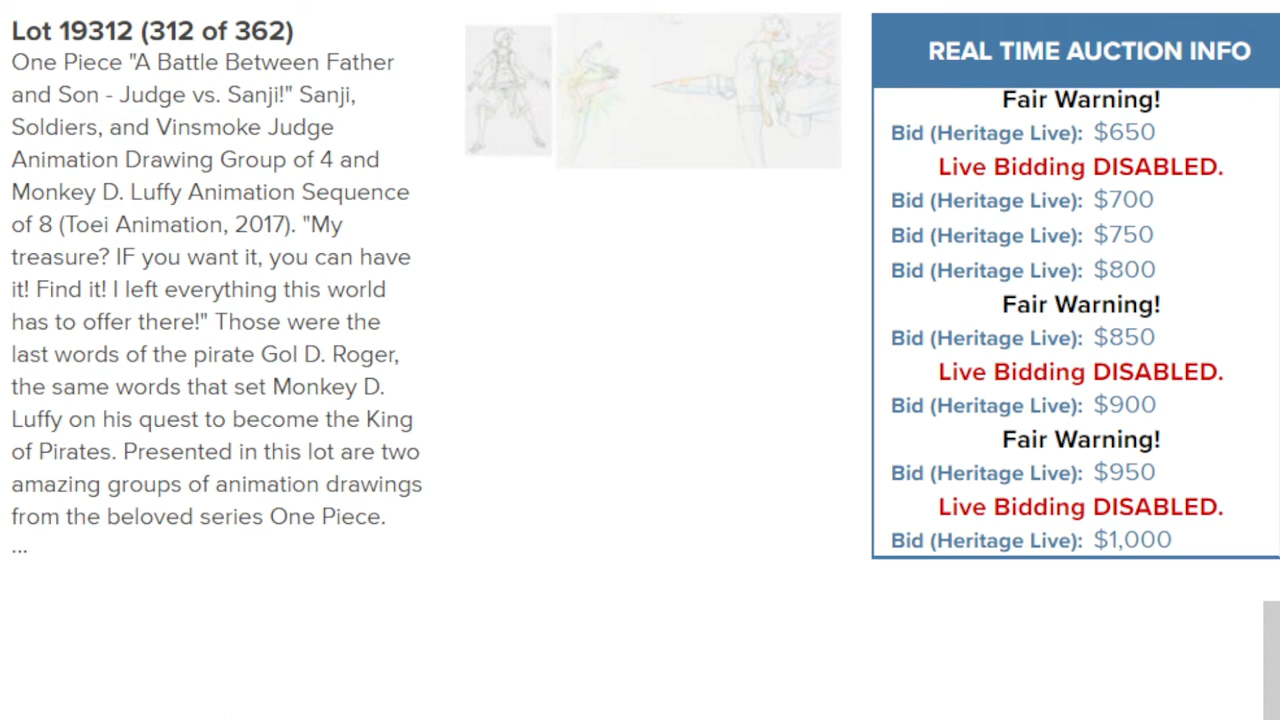 Lot 19312 (312 of 362)
One Piece "A Battle Between Father
and Son - Judge vs. Sanji!" Sanji,
Soldiers, and Vinsmoke Judge
Animation Drawing Group of 4 and
Monkey D. Luffy Animation Sequence
of 8 (Toei Animation, 2017). "My
treasure? IF you want it, you can have
it! Find it! I left everything this world
has to offer there!" Those were the
last words of the pirate Gol D. Roger,
the same words that set Monkey D.
Luffy on his quest to become the King
of Pirates. Presented in this lot are two
amazing groups of animation drawings
from the beloved series One Piece.
...
REAL TIME AUCTION INFO
Fair Warning!
Bid (Heritage Live): $650
Live Bidding DISABLED.
Bid (Heritage Live): $700
Bid (Heritage Live): $750
Bid (Heritage Live): $800
Fair Warning!
Bid (Heritage Live): $850
Live Bidding DISABLED.
Bid (Heritage Live): $900
Fair Warning!
Bid (Heritage Live): $950
Live Bidding DISABLED.
Bid (Heritage Live): $1,000